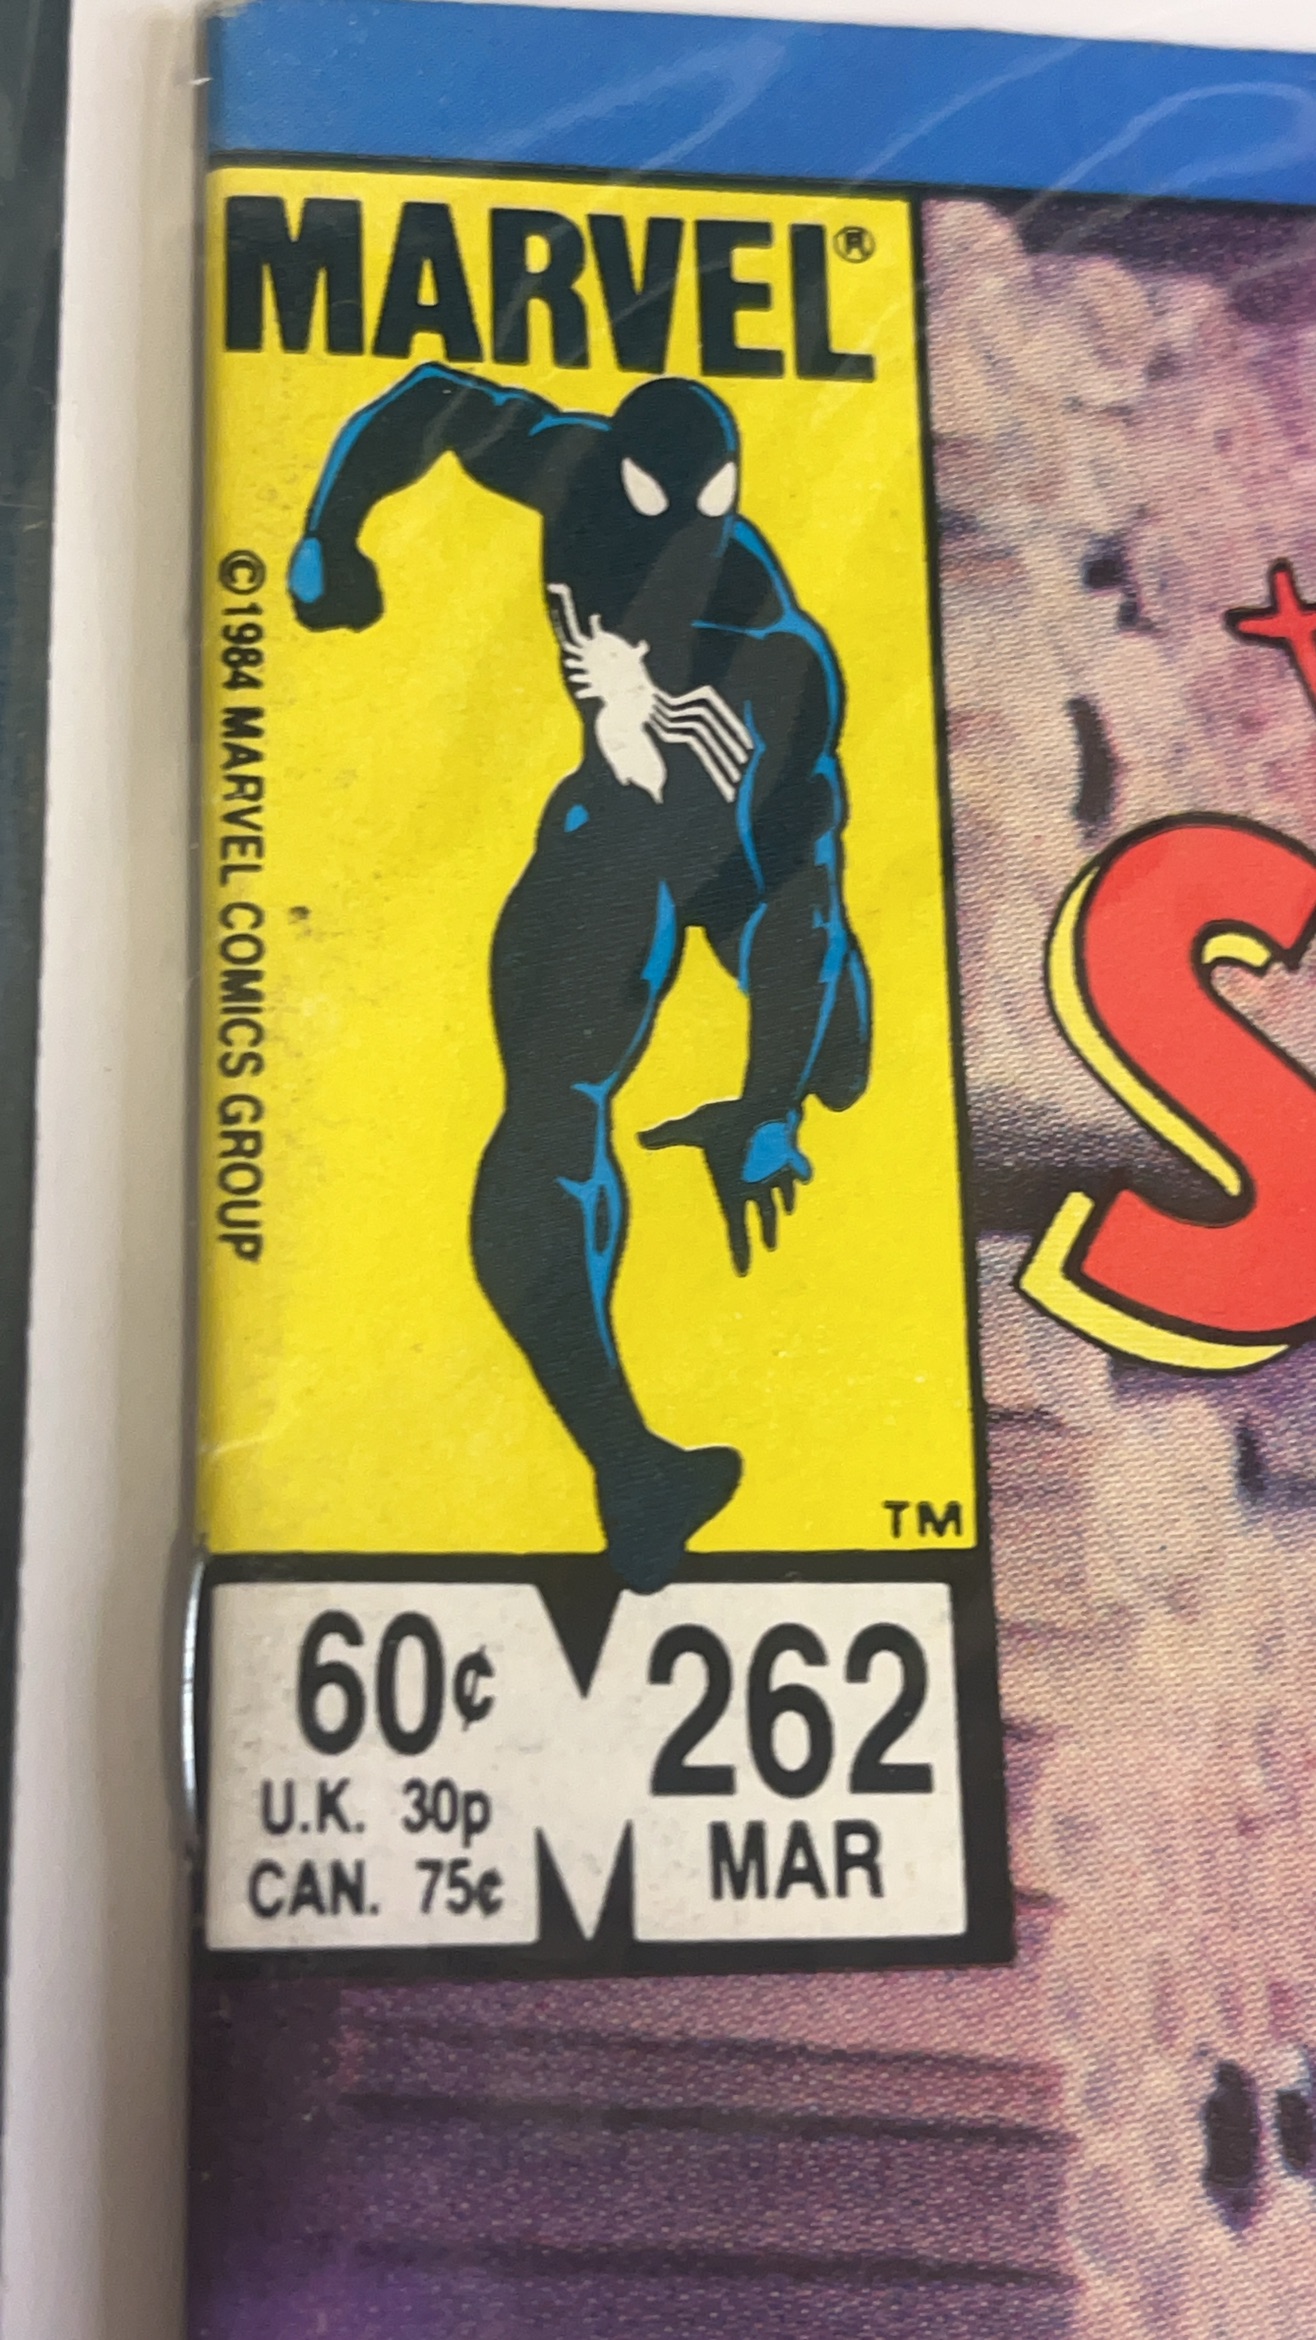 MARVEL®
©1984 MARVEL COMICS GROUP
TM
60¢
U.K. 30p
CAN. 75¢
262
MAR
S